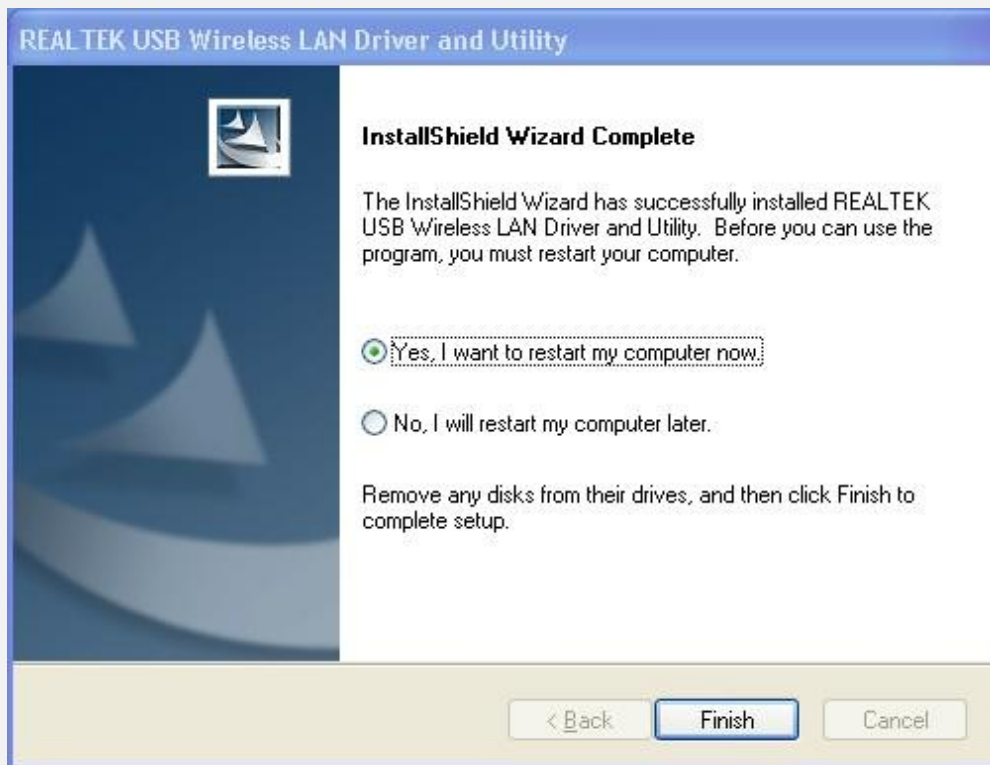 REALTEK USB Wireless LAN Driver and Utility
InstallShield Wizard Complete
The InstallShield Wizard has successfully installed REALTEK
USB Wireless LAN Driver and Utility. Before you can use the
program, you must restart your computer.
Yes, I want to restart my computer now.
No, I will restart my computer later.
Remove any disks from their drives, and then click Finish to
complete setup.
< Back Finish Cancel